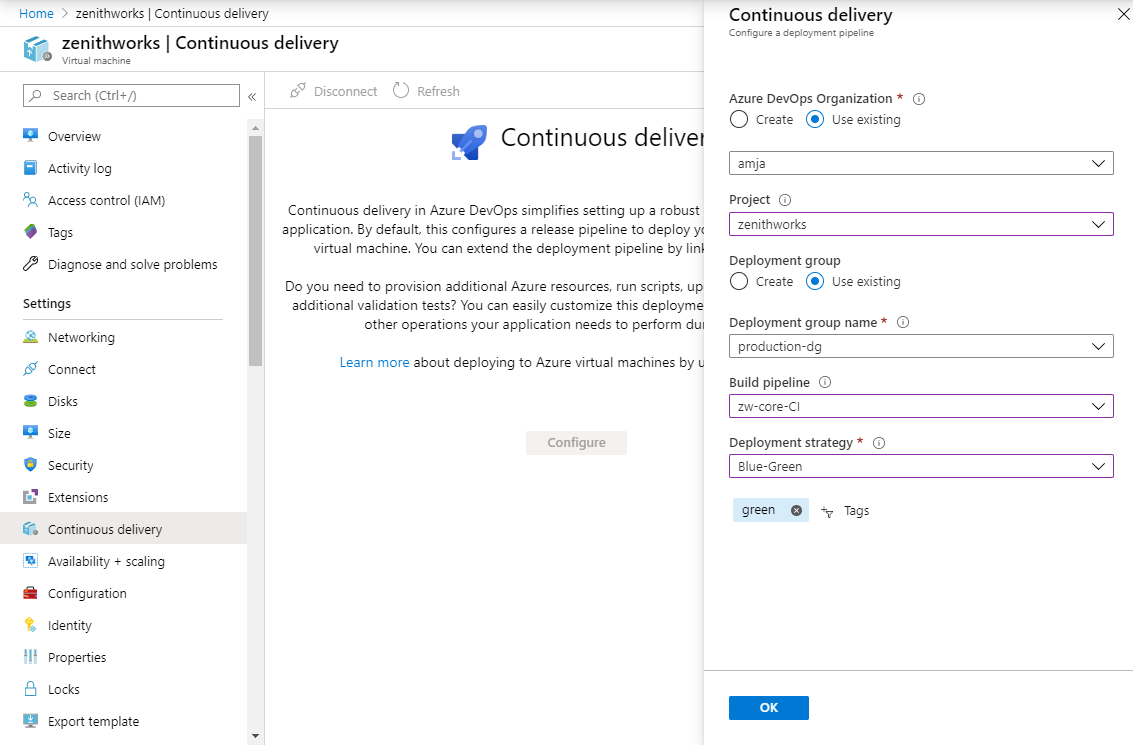 Home > zenithworks | Continuous delivery
zenithworks | Continuous delivery
Virtual machine
Search (Ctrl+/)
«
Overview
Activity log
Access control (IAM)
Tags
Diagnose and solve problems
Settings
Networking
Connect
Disks
Size
Security
Extensions
Continuous delivery
Availability + scaling
Configuration
Identity
Properties
Locks
Export template
Disconnect
Refresh
Continuous deliver
Continuous delivery in Azure DevOps simplifies setting up a robust
application. By default, this configures a release pipeline to deploy yo
virtual machine. You can extend the deployment pipeline by link
Do you need to provision additional Azure resources, run scripts, up
additional validation tests? You can easily customize this deployme
other operations your application needs to perform du
Learn more about deploying to Azure virtual machines by u
Configure
Continuous delivery
Configure a deployment pipeline
Azure DevOps Organization *
Create Use existing
amja
Project
zenithworks
Deployment group
Create Use existing
Deployment group name *
production-dg
Build pipeline
zw-core-CI
Deployment strategy *
Blue-Green
green Tags
OK